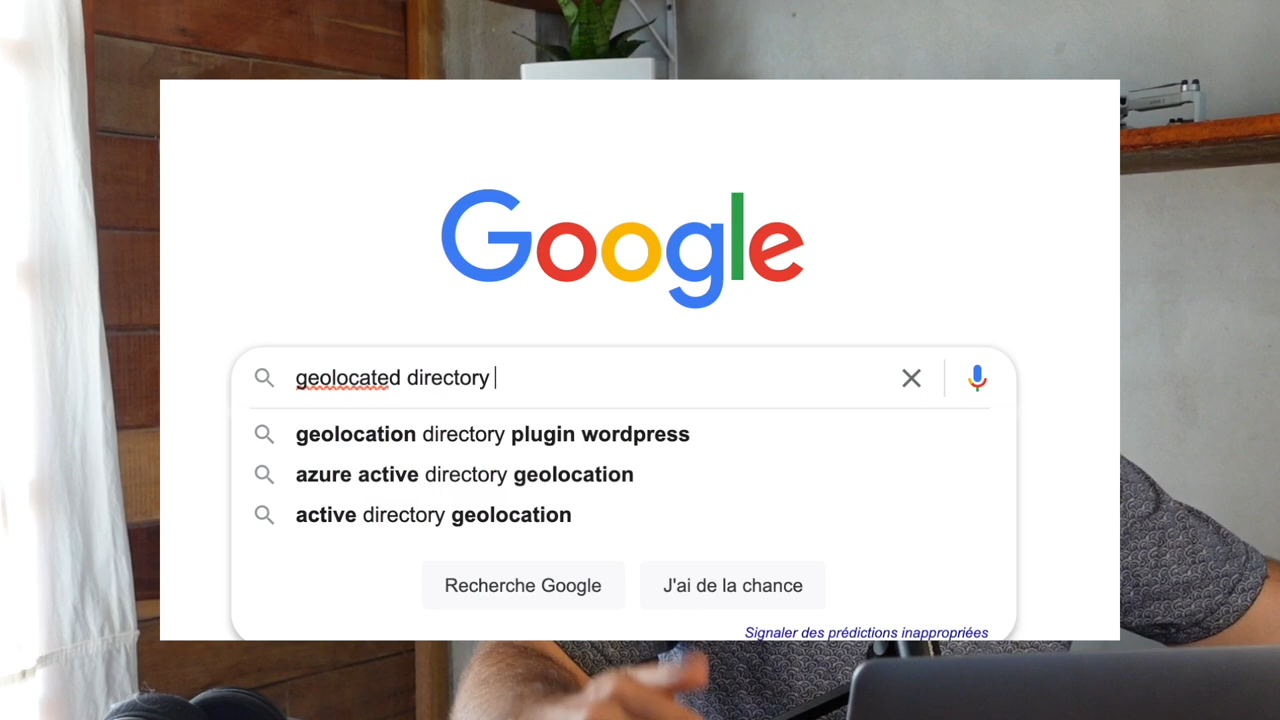 Google
geolocated directory
geolocation directory plugin wordpress
azure active directory geolocation
active directory geolocation
Recherche Google
J'ai de la chance
Signaler des prédictions inappropriées